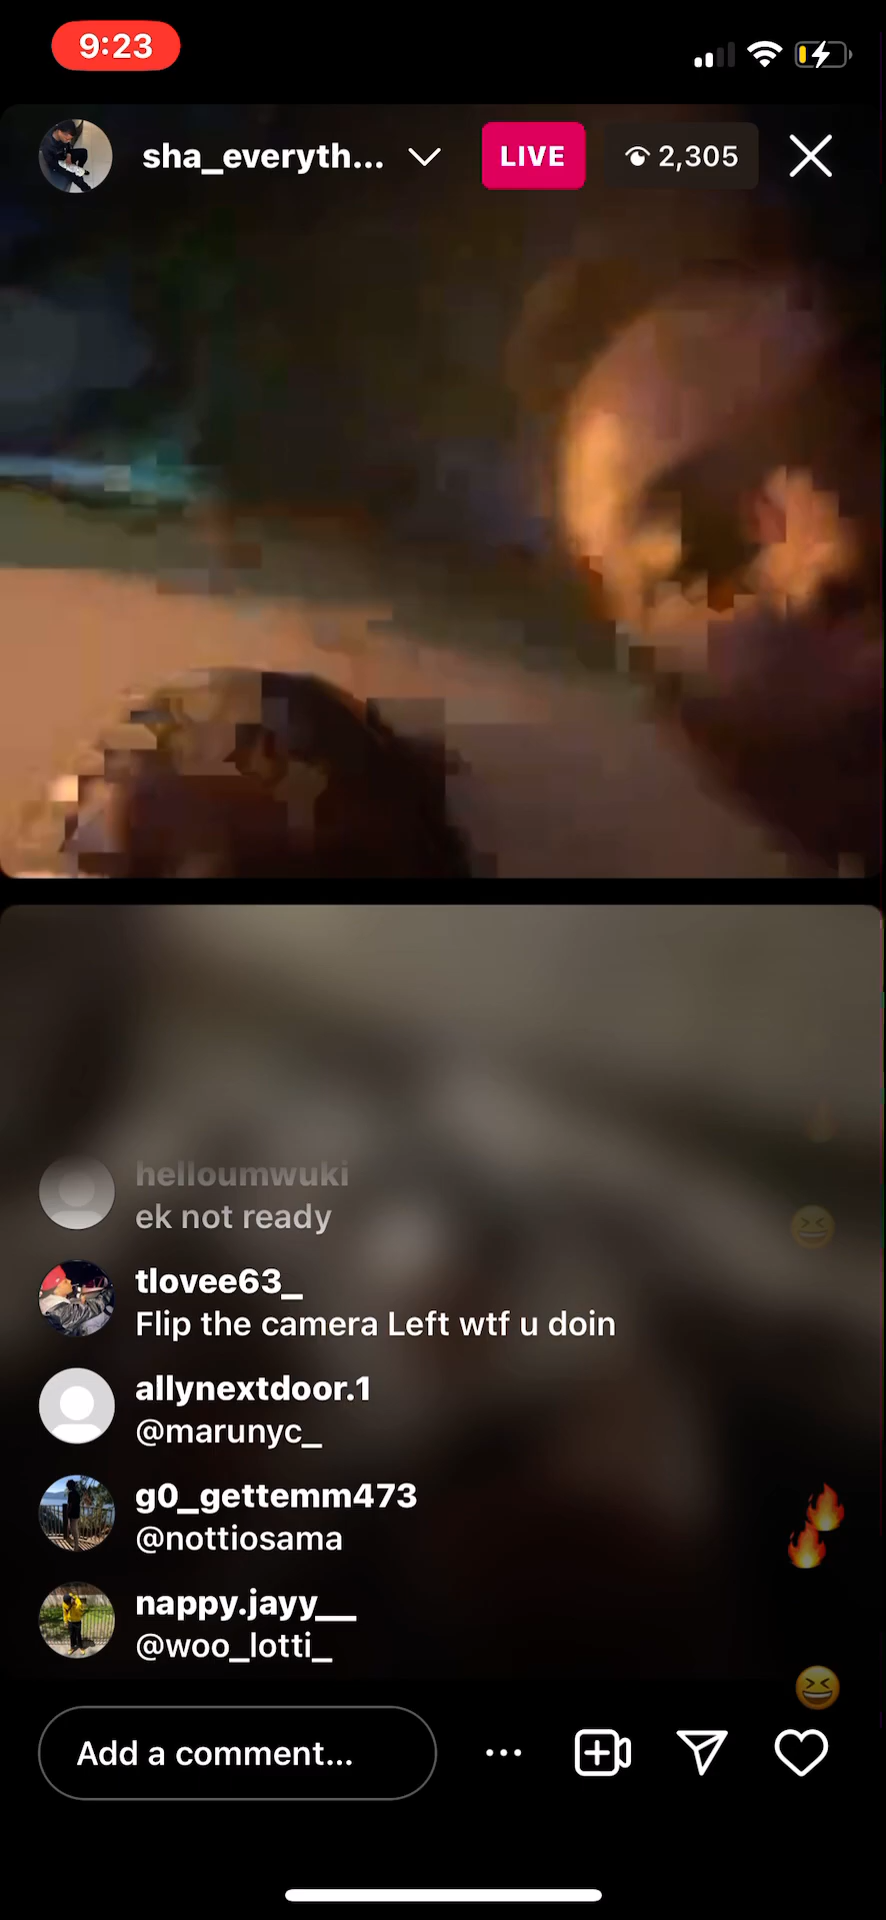 9:23
sha_everyth...
LIVE
2,305
helloumwuki
ek not ready
tlovee63_
Flip the camera Left wtf u doin
allynextdoor.1
@marunyc_
g0_gettemm473
@nottiosama
nappy.jayy__
@woo_lotti_
Add a comment...